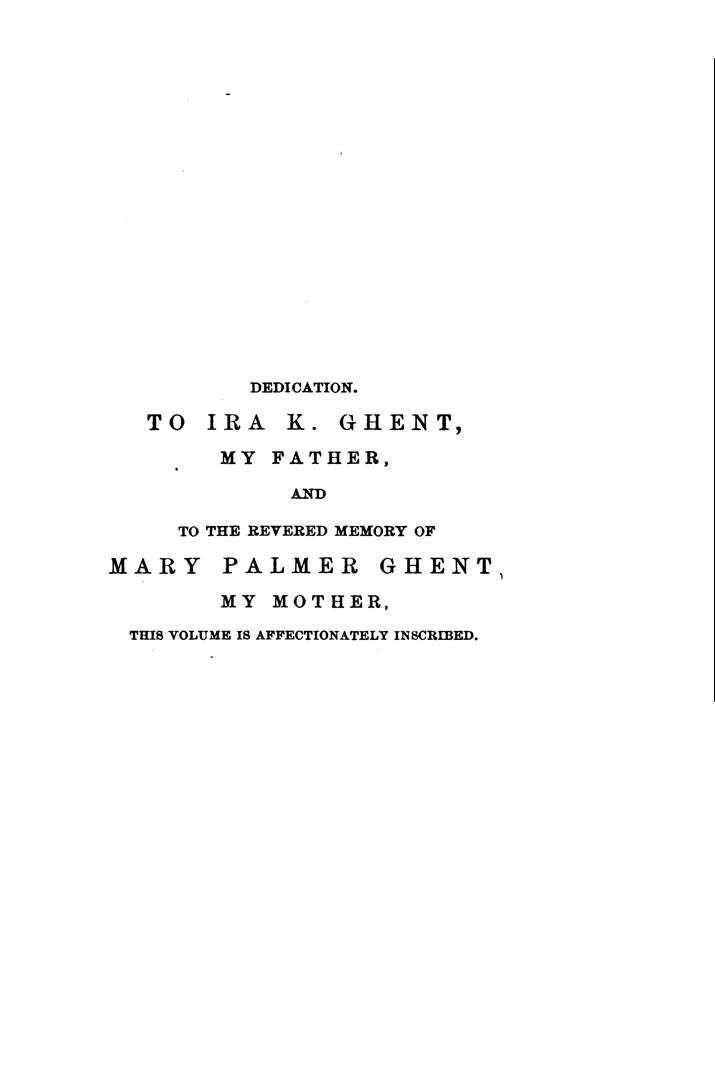 DEDICATION.
TO IRA K. GHENT,
MY FATHER,
AND
TO THE REVERED MEMORY OF
MARY PALMER GHENT,
MY MOTHER,
THIS VOLUME IS AFFECTIONATELY INSCRIBED.